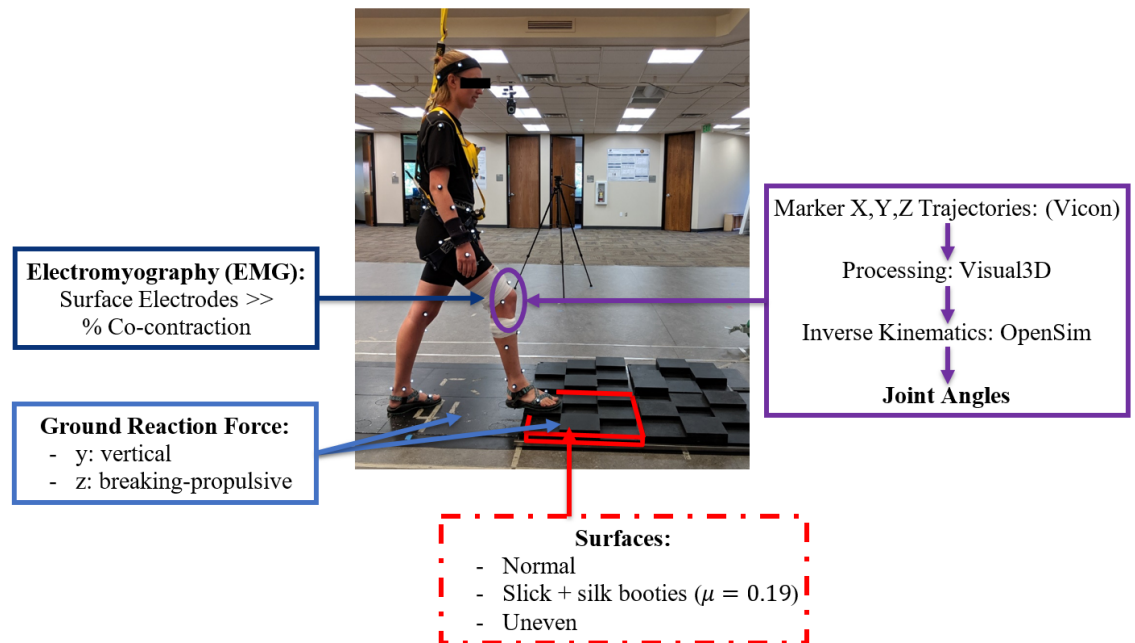 Electromyography (EMG):
Surface Electrodes >>
% Co-contraction
Ground Reaction Force:
- y: vertical
- z: breaking-propulsive
Marker X,Y,Z Trajectories: (Vicon)
Processing: Visual3D
Inverse Kinematics: OpenSim
Joint Angles
Surfaces:
- Normal
- Slick + silk booties (μ = 0.19)
- Uneven